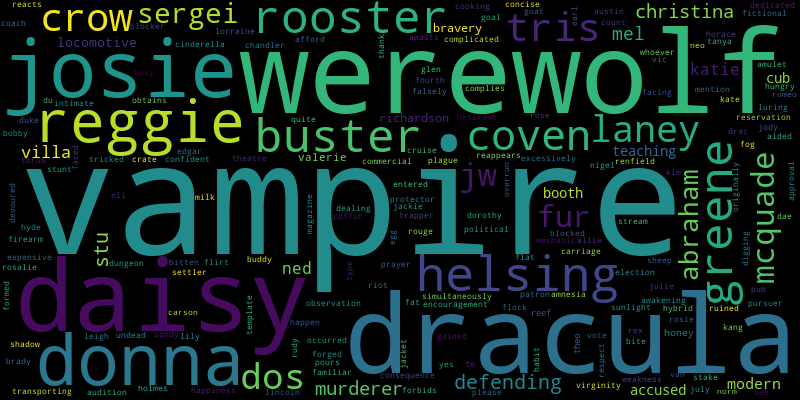 reacts
crow
sergei
rooster
bravery
concise
cooking
goal
goat
earl
austin
count
dedicated
fictional
christina
coach
blocker
lorraine
cinderella
chandler
afford
thank
awaits
complicated
tris
mel
horace
tanya
whoever
neo
vic
awaits
locomotive
josie
busy
werewolf
glen
fourth
falsely
complies
facing
katie
mention
kate
amulet
cub
hungry
romeo
luring
du
intimate
obtains
duke
bobby
reggie
quite
richardson
hesitant
rose
reservation
drac
jody
fog
aided
buster
coven
laney
villa
edgar
crate
tricked
confident
stunt
theatre
valerie
commercial
cruise
plague
reappears
excessively
nigel
renfield
teaching
kim
greene
originally
mcquade
approval
devoured
hyde
firearm
vampire
eli
milk
magazine
coffin
dealing
entered
protector
jackie
trapper
rouge
egg
jw
dorothy
political
overrun
booth
fur
stream
blocked
mechanic
allie
carriage
flat
abraham
digging
dae
expensive
rosalie
stu
dungeon
bitten
flirt
settler
buddy
ned
prayer
type
riot
helsing
patron
amnesia
election
sheep
julie
pub
pursuer
formed
daisy
carson
template
observation
happen
fat
simultaneously
encouragement
flock
reef
sunlight
awakening
hybrid
ruined
rosie
kang
shadow
brady
leigh
undead
sandy
lily
donna
rudy
occurred
forged
pours
familiar
jacket
gained
yes
te
habit
theo
respect
vote
rex
bite
honey
dracula
transporting
audition
holmes
happiness
dos
lincoln
murderer
consequence
forbids
please
defending
virginity
weakness
van
stake
accused
july
norm
modern